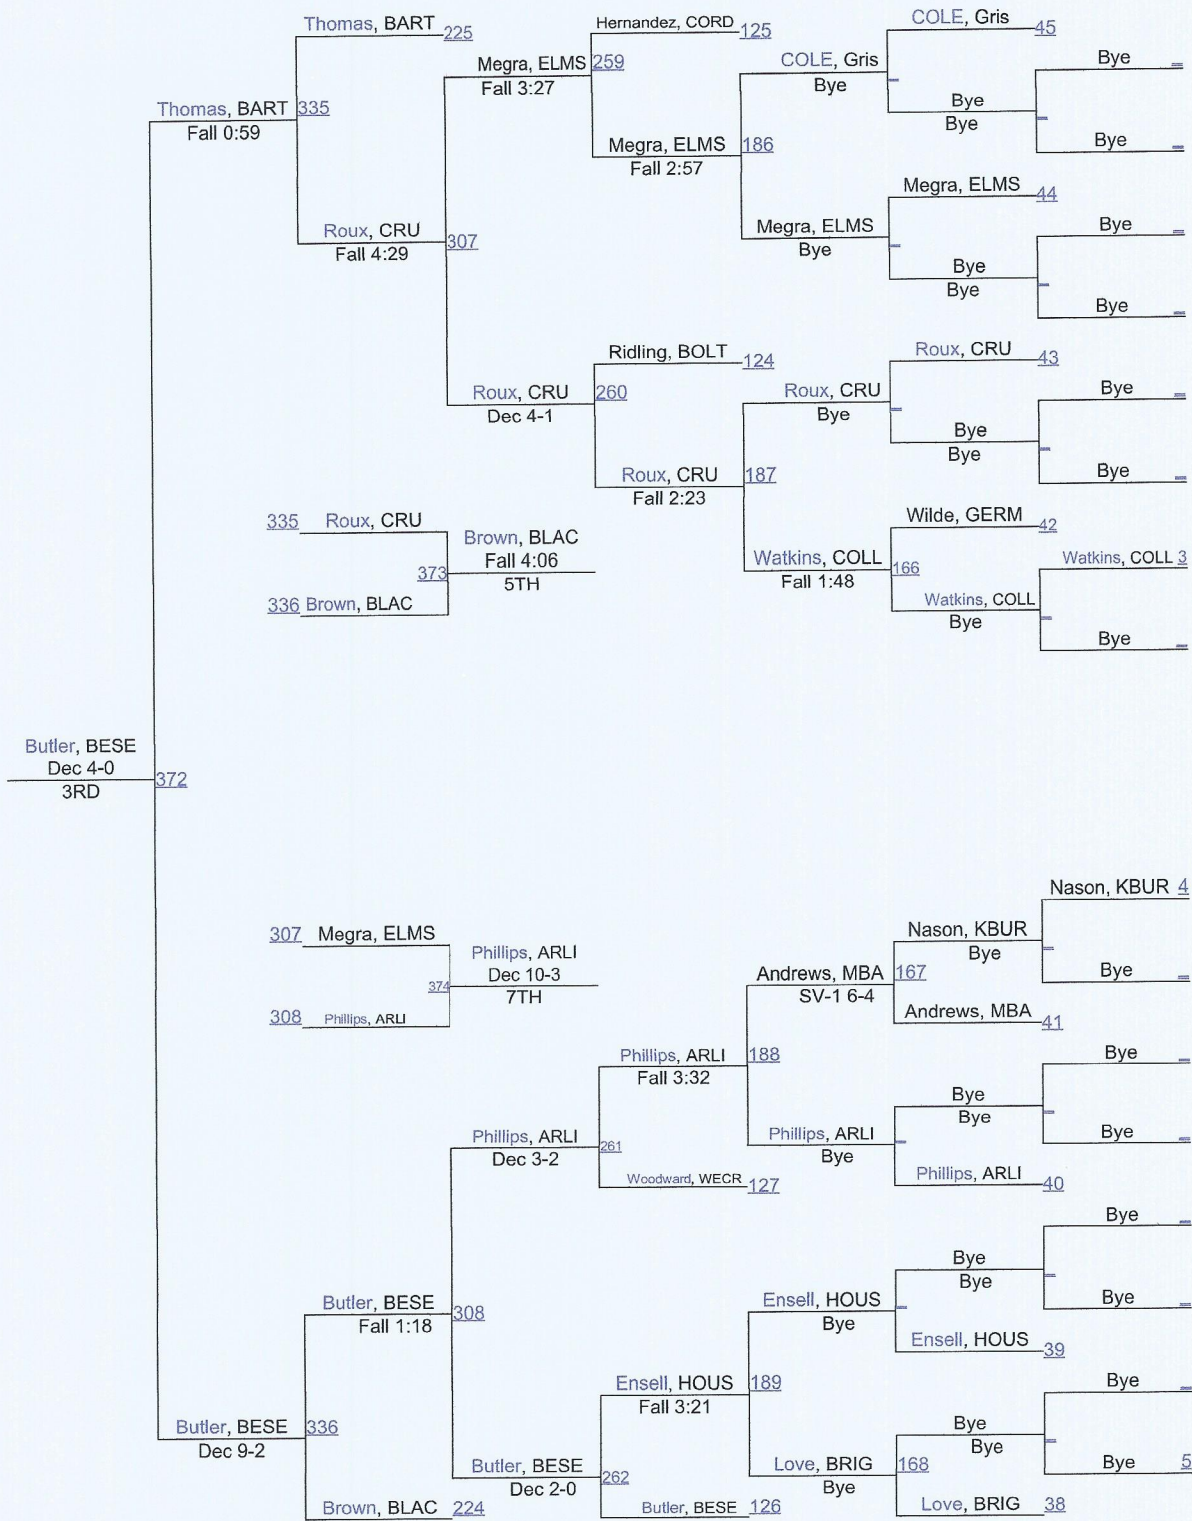 COLE, Gris 45
Thomas, BART 225
Hernandez, CORD 125
Bye
COLE, Gris
Bye
Megra, ELMS 259
Fall 3:27
Bye
Bye
Thomas, BART 335
Fall 0:59
Bye
Megra, ELMS 186
Fall 2:57
Megra, ELMS 44
Megra, ELMS
Bye
Bye
Roux, CRU 307
Fall 4:29
Bye
Bye
Bye
Ridling, BOLT 124
Roux, CRU 43
Roux, CRU
Bye
Bye
Roux, CRU 260
Dec 4-1
Bye
Bye
Bye
Roux, CRU 187
Fall 2:23
335 Roux, CRU
Wilde, GERM 42
Brown, BLAC
Fall 4:06
373
5TH
Watkins, COLL 166
Fall 1:48
Watkins, COLL 3
336 Brown, BLAC
Watkins, COLL
Bye
Bye
Butler, BESE
Dec 4-0
372
3RD
Nason, KBUR 4
307 Megra, ELMS
Nason, KBUR
Bye
Phillips, ARLI
Dec 10-3
374
7TH
Andrews, MBA 167
SV-1 6-4
Bye
308 Phillips, ARLI
Andrews, MBA 41
Phillips, ARLI 188
Fall 3:32
Bye
Bye
Bye
Phillips, ARLI 261
Dec 3-2
Phillips, ARLI
Bye
Bye
Woodward, WECR 127
Phillips, ARLI 40
Bye
Bye
Bye
Butler, BESE 308
Fall 1:18
Ensell, HOUS
Bye
Bye
Ensell, HOUS 39
Ensell, HOUS 189
Fall 3:21
Bye
Butler, BESE 336
Dec 9-2
Bye
Bye
Butler, BESE 262
Dec 2-0
Love, BRIG 168
Bye
Bye 5
Brown, BLAC 224
Butler, BESE 126
Love, BRIG 38